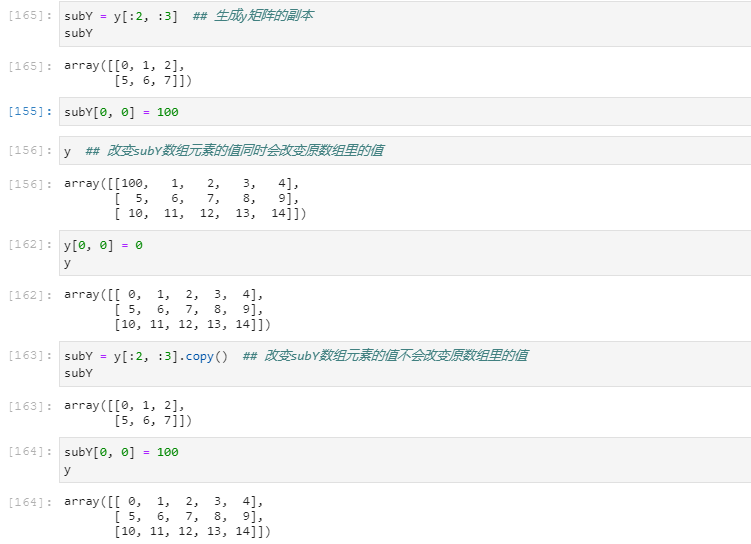 [165]: subY = y[:2, :3]  ## 生成y矩阵的副本
subY
[165]: array([[0, 1, 2],
[5, 6, 7]])
[155]: subY[0, 0] = 100
[156]: y  ## 改变subY数组元素的值同时会改变原数组里的值
[156]: array([[100,   1,   2,   3,   4],
[  5,   6,   7,   8,   9],
[ 10,  11,  12,  13,  14]])
[162]: y[0, 0] = 0
y
[162]: array([[ 0,  1,  2,  3,  4],
[ 5,  6,  7,  8,  9],
[10, 11, 12, 13, 14]])
[163]: subY = y[:2, :3].copy()  ## 改变subY数组元素的值不会改变原数组里的值
subY
[163]: array([[0, 1, 2],
[5, 6, 7]])
[164]: subY[0, 0] = 100
y
[164]: array([[ 0,  1,  2,  3,  4],
[ 5,  6,  7,  8,  9],
[10, 11, 12, 13, 14]])